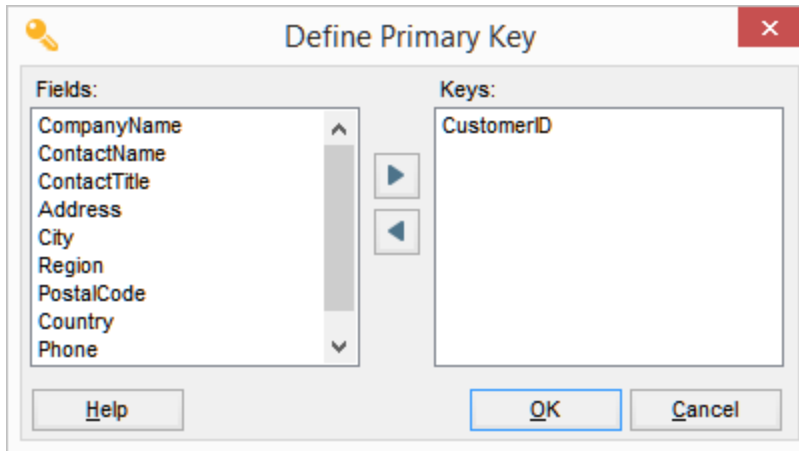 Define Primary Key
Fields:
CompanyName
ContactName
ContactTitle
Address
City
Region
PostalCode
Country
Phone
Keys:
CustomerID
Help
OK
Cancel